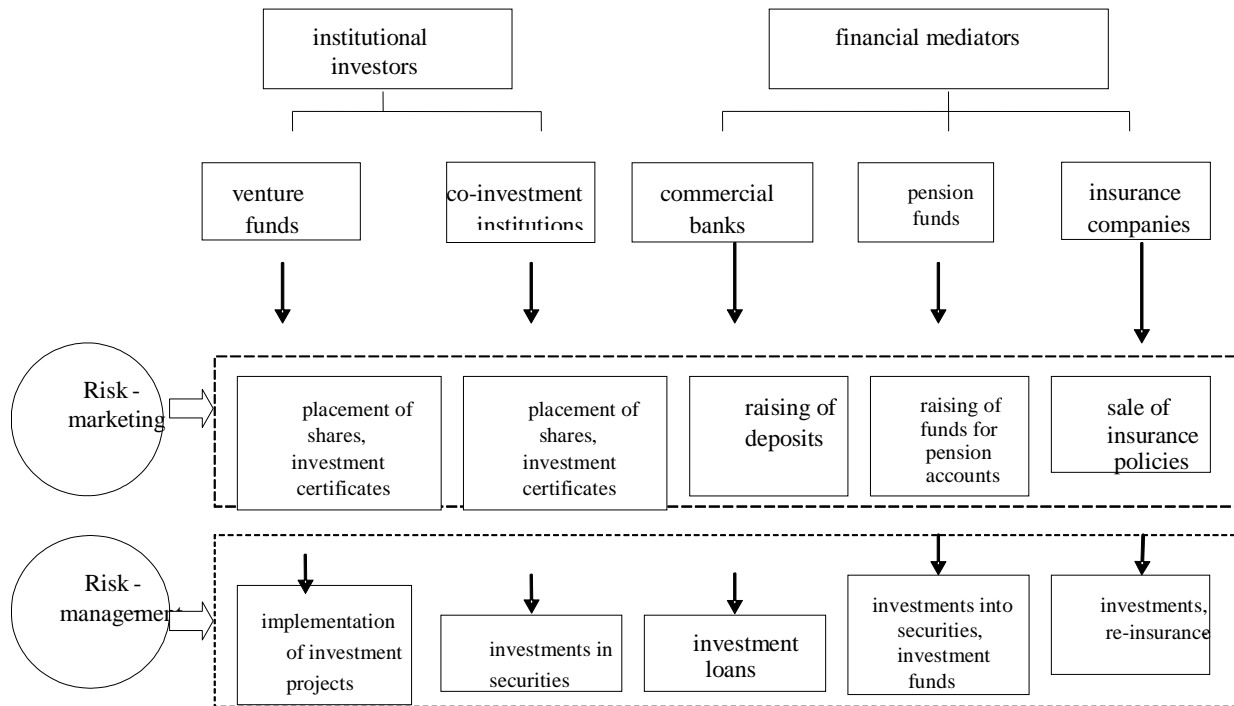 institutional
investors
financial mediators
venture
funds
co-investment
institutions
commercial
banks
pension
funds
insurance
companies
Risk -
marketing
placement of
shares,
investment
certificates
placement of
shares,
investment
certificates
raising of
deposits
raising of
funds for
pension
accounts
sale of
insurance
policies
Risk -
management
implementation
of investment
projects
investments in
securities
investment
loans
investments into
securities,
investment
funds
investments,
re-insurance